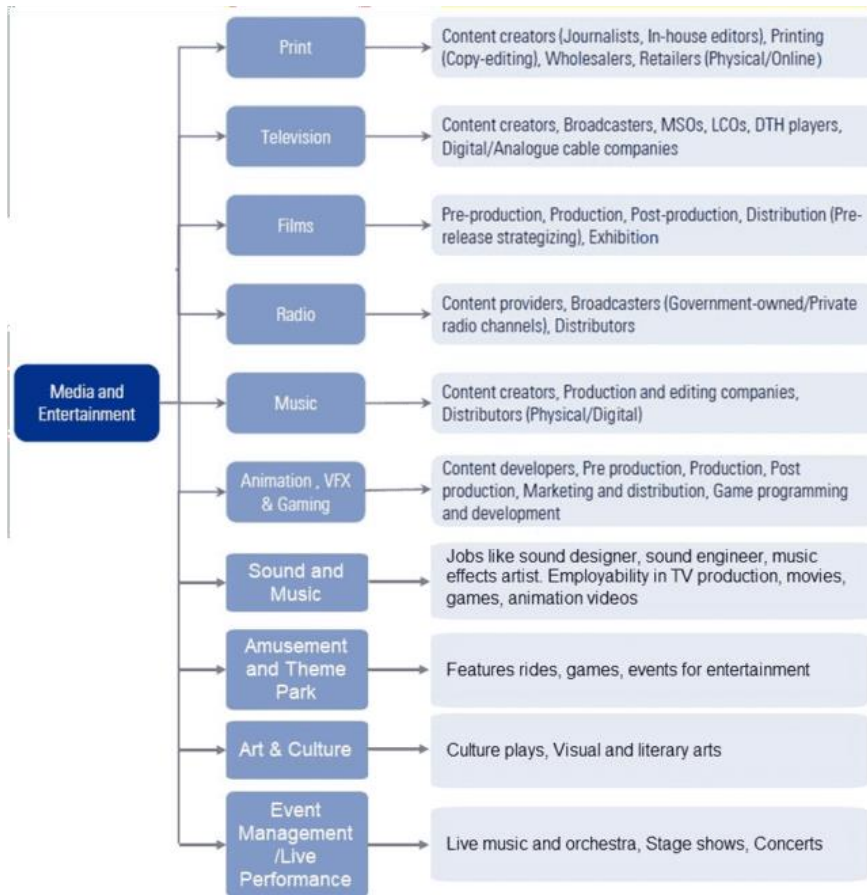 Print
Content creators (Journalists, In-house editors), Printing
(Copy-editing), Wholesalers, Retailers (Physical/Online)
Television
Content creators, Broadcasters, MSOs, LCOs, DTH players,
Digital/Analogue cable companies
Films
Pre-production, Production, Post-production, Distribution (Pre-
release strategizing), Exhibition
Radio
Content providers, Broadcasters (Government-owned/Private
radio channels), Distributors
Media and
Entertainment
Music
Content creators, Production and editing companies,
Distributors (Physical/Digital)
Animation , VFX
& Gaming
Content developers, Pre production, Production, Post
production, Marketing and distribution, Game programming
and development
Sound and
Music
Jobs like sound designer, sound engineer, music
effects artist. Employability in TV production, movies,
games, animation videos
Amusement
and Theme
Park
Features rides, games, events for entertainment
Art & Culture
Culture plays, Visual and literary arts
Event
Management
/Live
Performance
Live music and orchestra, Stage shows, Concerts